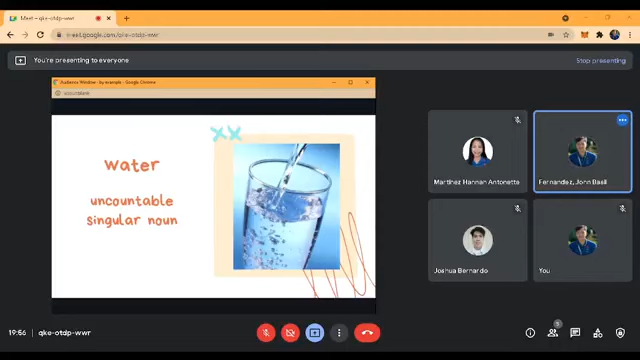 Meet – qke-otdp-wwr
meet.google.com/qke-otdp-wwr
You're presenting to everyone
Stop presenting
Audience Window - by example - Google Chrome
water
uncountable
singular noun
Martinez Hannan Antonette
Fernandez, John Basil
Joshua Bernardo
You
19:56
qke-otdp-wwr